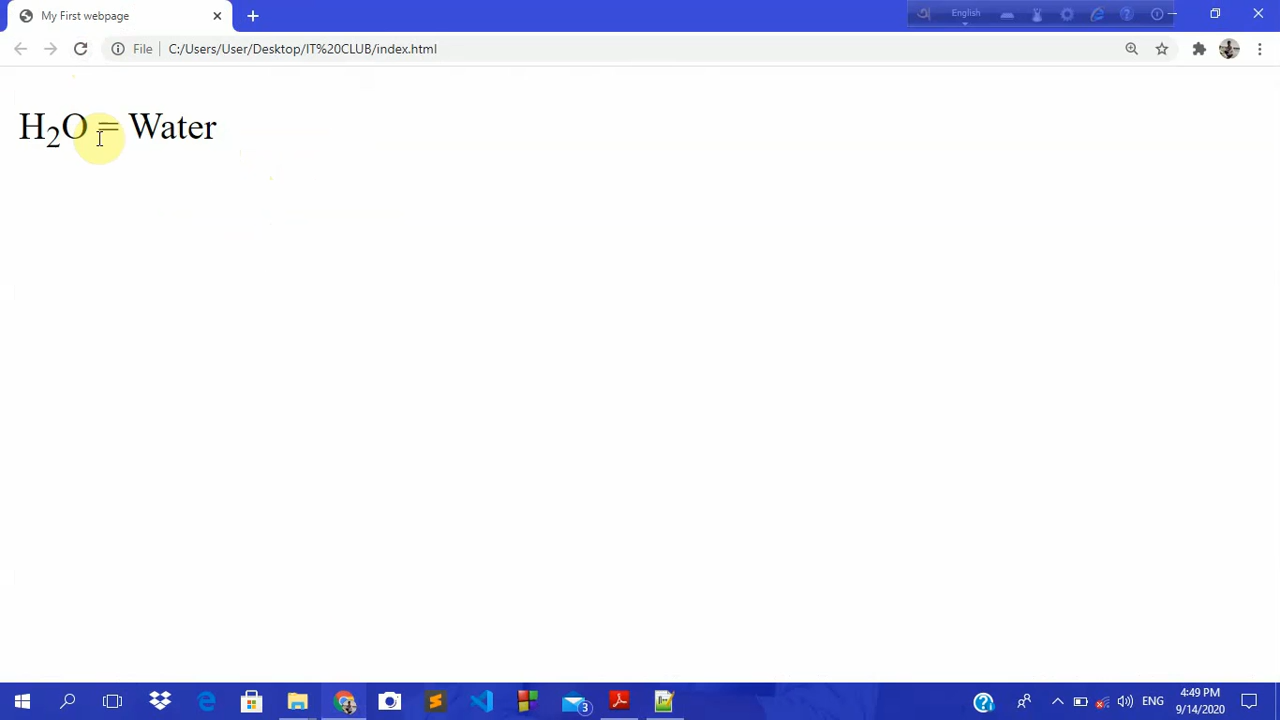 My First webpage
English
File C:/Users/User/Desktop/IT%20CLUB/index.html
H₂O = Water
3
ENG
4:49 PM
9/14/2020